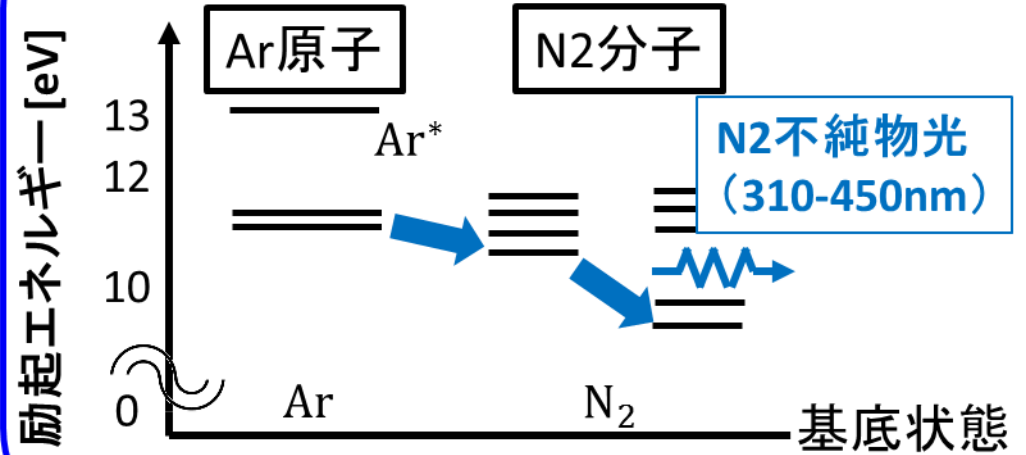 励起エネルギー [eV]
Ar原子
N2分子
13
12
10
0
Ar*
N2不純物光
（310-450nm）
Ar
N₂
基底状態